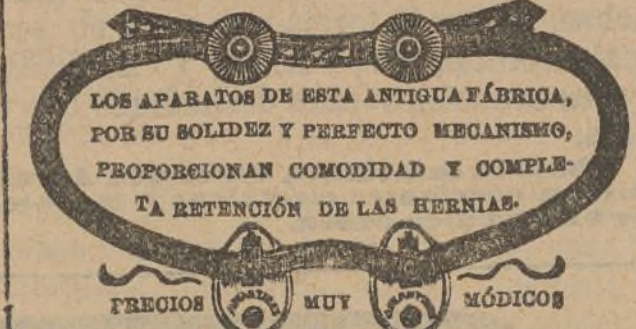 LOS APARATOS DE ESTA ANTIGUA FÁBRICA,
POR SU SOLIDEZ Y PERFECTO MECANISMO,
PROPORCIONAN COMODIDAD Y COMPLE-
TA RETENCIÓN DE LAS HERNIAS.
PRECIOS MUY MÓDICOS